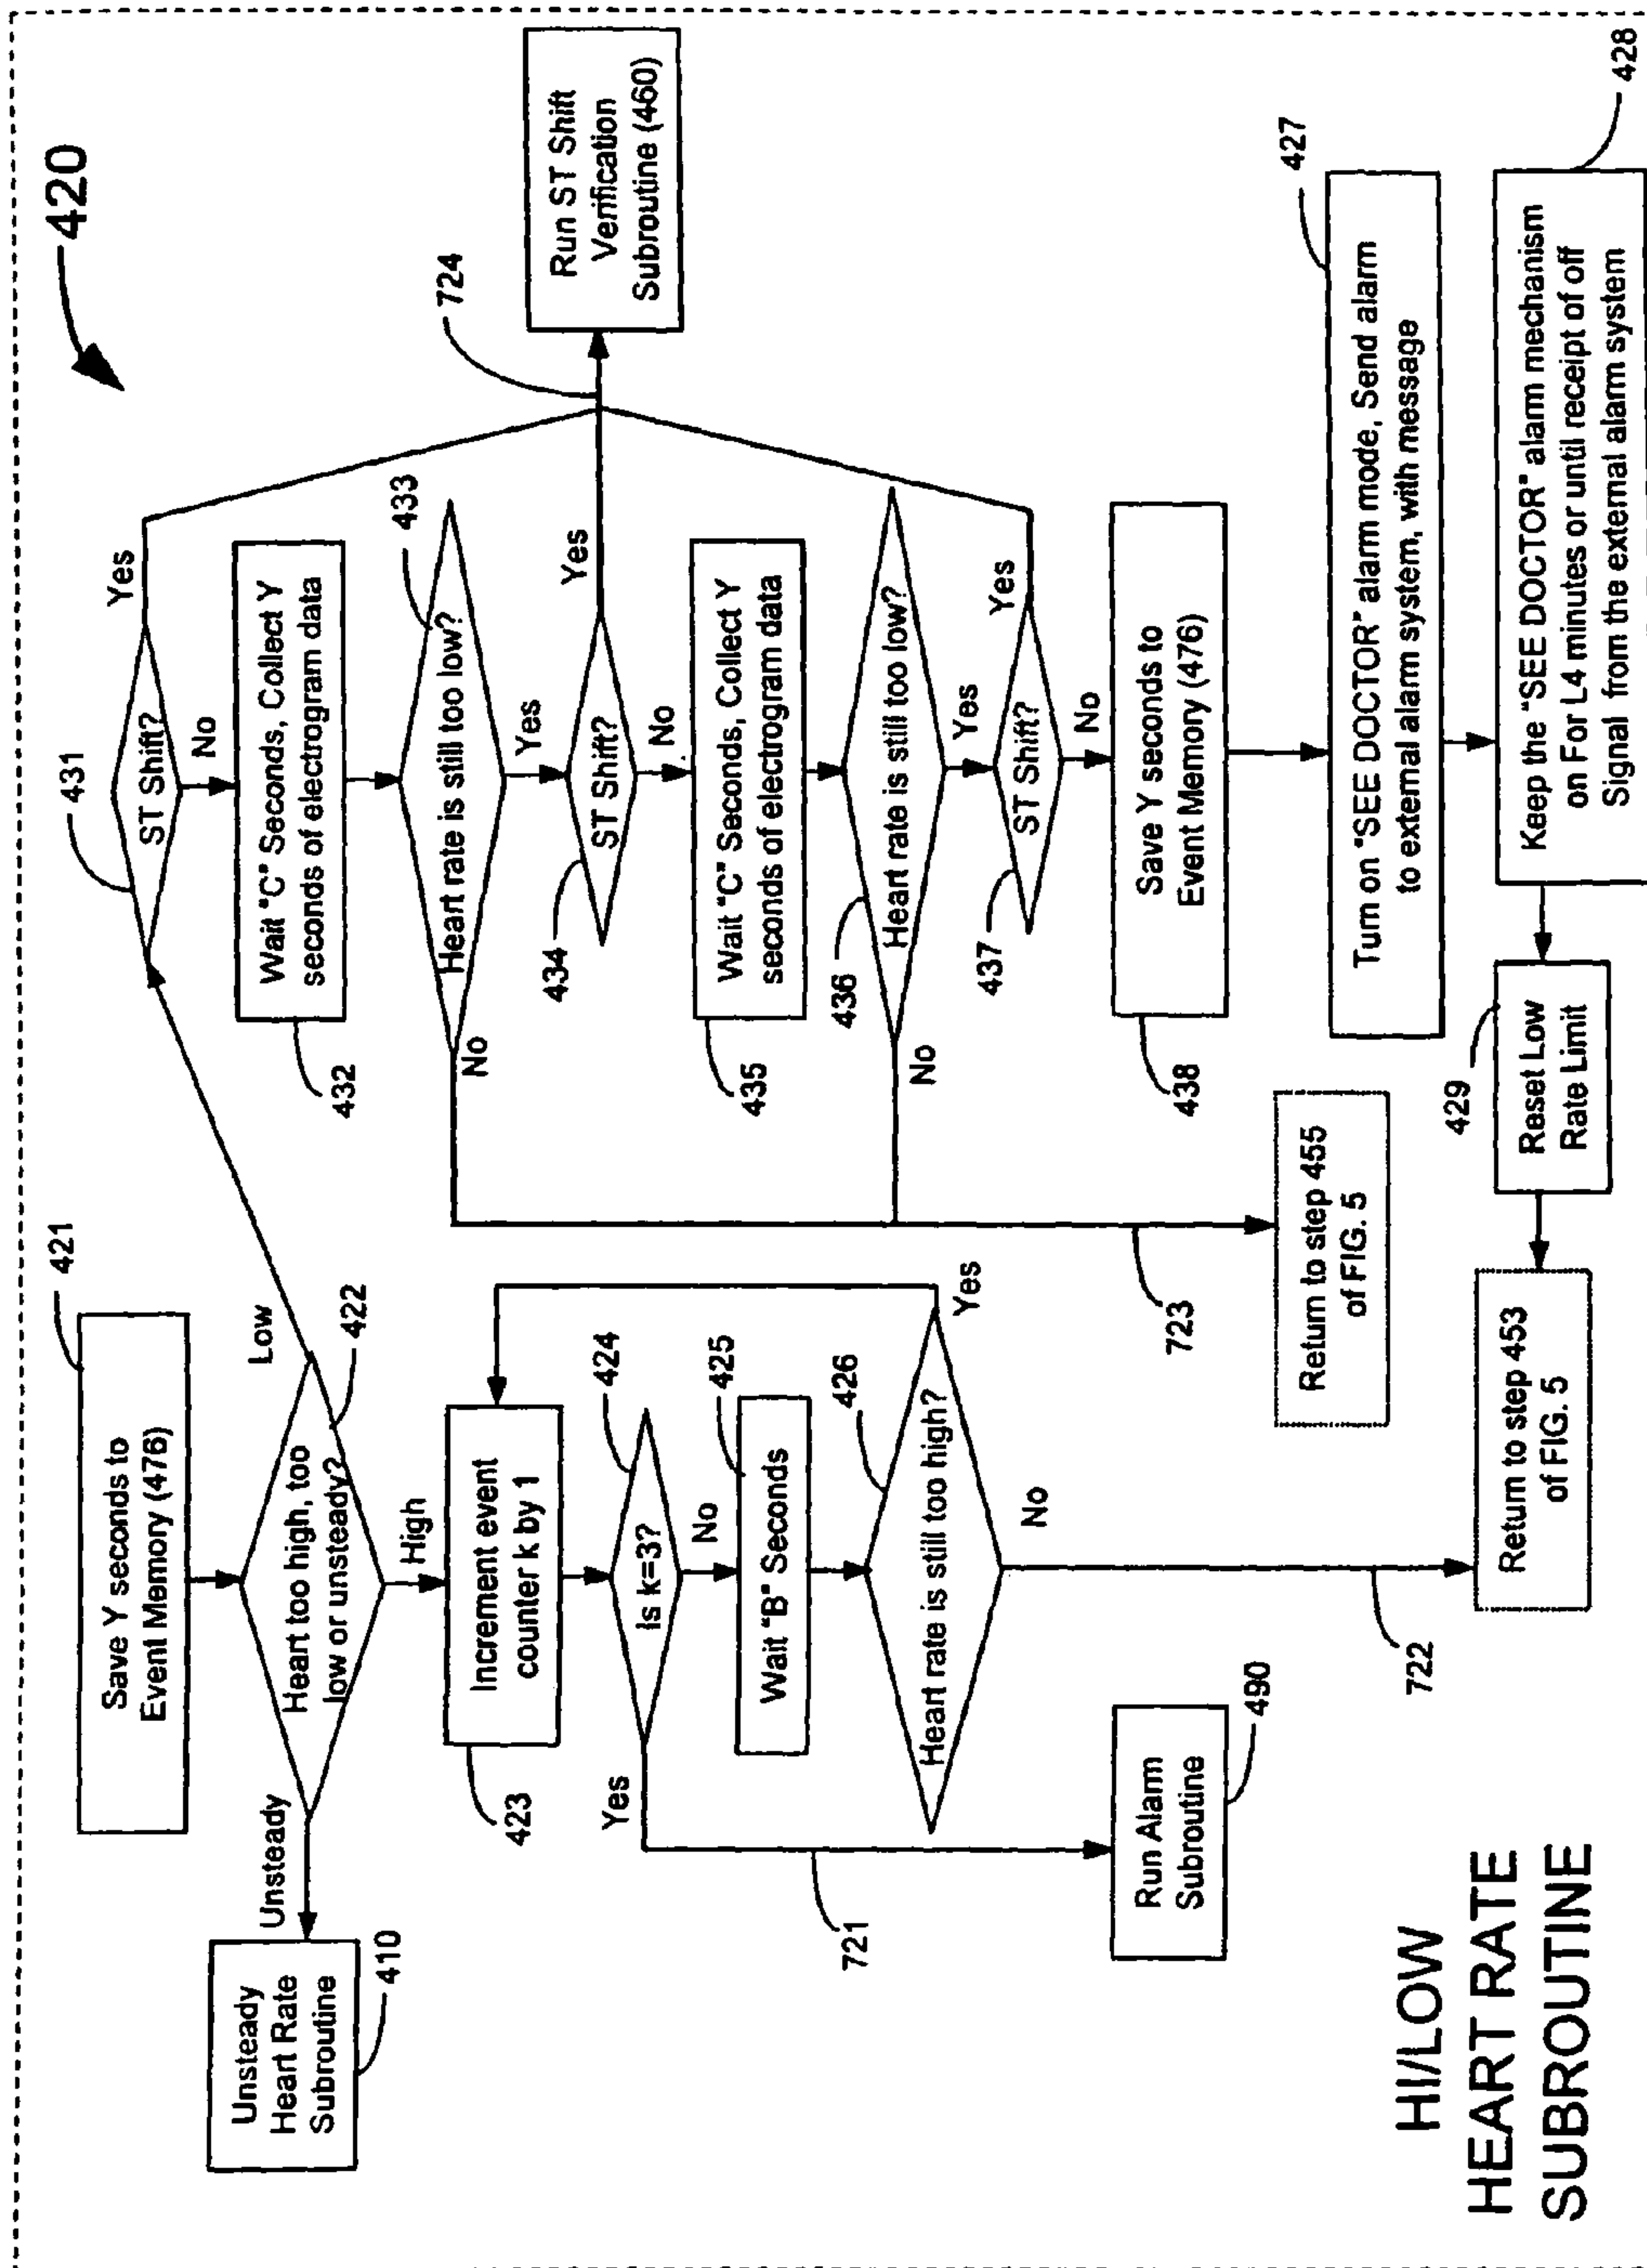 420
421
Save Y seconds to
Event Memory (476)
Unsteady
Heart Rate
Subroutine
410
Unsteady
Heart too high, too
low or unsteady?
422
Low
High
Increment event
counter k by 1
423
Is k=3?
424
Yes
No
Wait "B" Seconds
425
Heart rate is still too high?
426
Yes
No
721
Run Alarm
Subroutine
490
722
Return to step 453
of FIG. 5
431
ST Shift?
Yes
No
Wait "C" Seconds, Collect Y
seconds of electrogram data
432
Heart rate is still too low?
433
No
Yes
ST Shift?
434
Yes
No
724
Run ST Shift
Verification
Subroutine (460)
Wait "C" Seconds, Collect Y
seconds of electrogram data
435
Heart rate is still too low?
436
No
Yes
ST Shift?
437
Yes
No
723
Return to step 455
of FIG. 5
Save Y seconds to
Event Memory (476)
438
Turn on "SEE DOCTOR" alarm mode, Send alarm
to external alarm system, with message
427
Keep the "SEE DOCTOR" alarm mechanism
on For L4 minutes or until receipt of off
Signal from the external alarm system
428
429
Reset Low
Rate Limit
HI/LOW
HEART RATE
SUBROUTINE